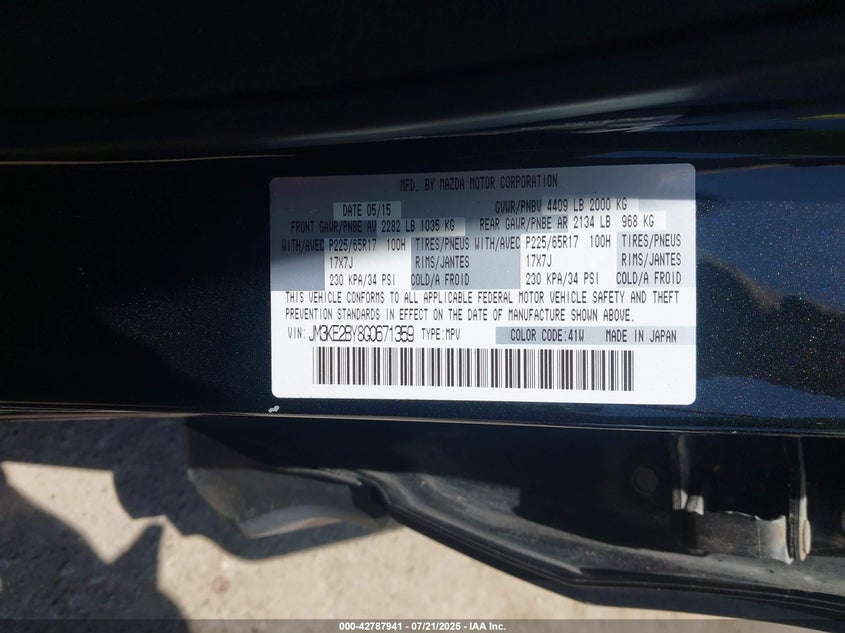 MFD. BY MAZDA MOTOR CORPORATION
DATE 05/15 GVWR/PNBV 4409 LB 2000 KG
FRONT GAWR/PNBE AV 2282 LB 1035 KG REAR GAWR/PNBE AR 2134 LB 968 KG
WITH/AVEC P225/65R17 100H TIRES/PNEUS WITH/AVEC P225/65R17 100H TIRES/PNEUS
17X7J RIMS/JANTES 17X7J RIMS/JANTES
230 KPA/34 PSI COLD/A FROID 230 KPA/34 PSI COLD/A FROID
THIS VEHICLE CONFORMS TO ALL APPLICABLE FEDERAL MOTOR VEHICLE SAFETY AND THEFT
PREVENTION STANDARDS IN EFFECT ON THE DATE OF MANUFACTURE SHOWN ABOVE.
VIN: JM3KE2BY8G0671359 TYPE:MPV COLOR CODE:41W MADE IN JAPAN
000-42787941 - 07/21/2025 - IAA Inc.